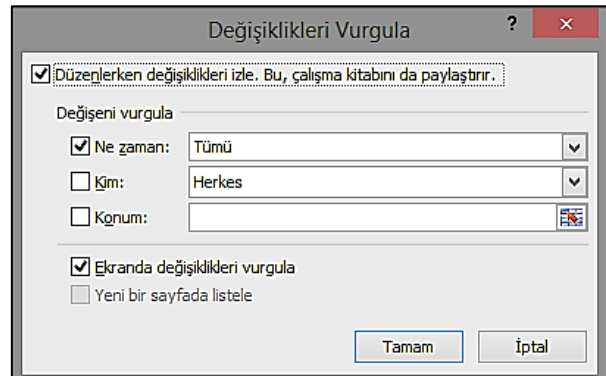 Değişiklikleri Vurgula ? ×
Düzenlerken değişiklikleri izle. Bu, çalışma kitabını da paylaştırır.
Değişeni vurgula
Ne zaman: Tümü
Kim: Herkes
Konum:
Ekranda değişiklikleri vurgula
Yeni bir sayfada listele
Tamam İptal